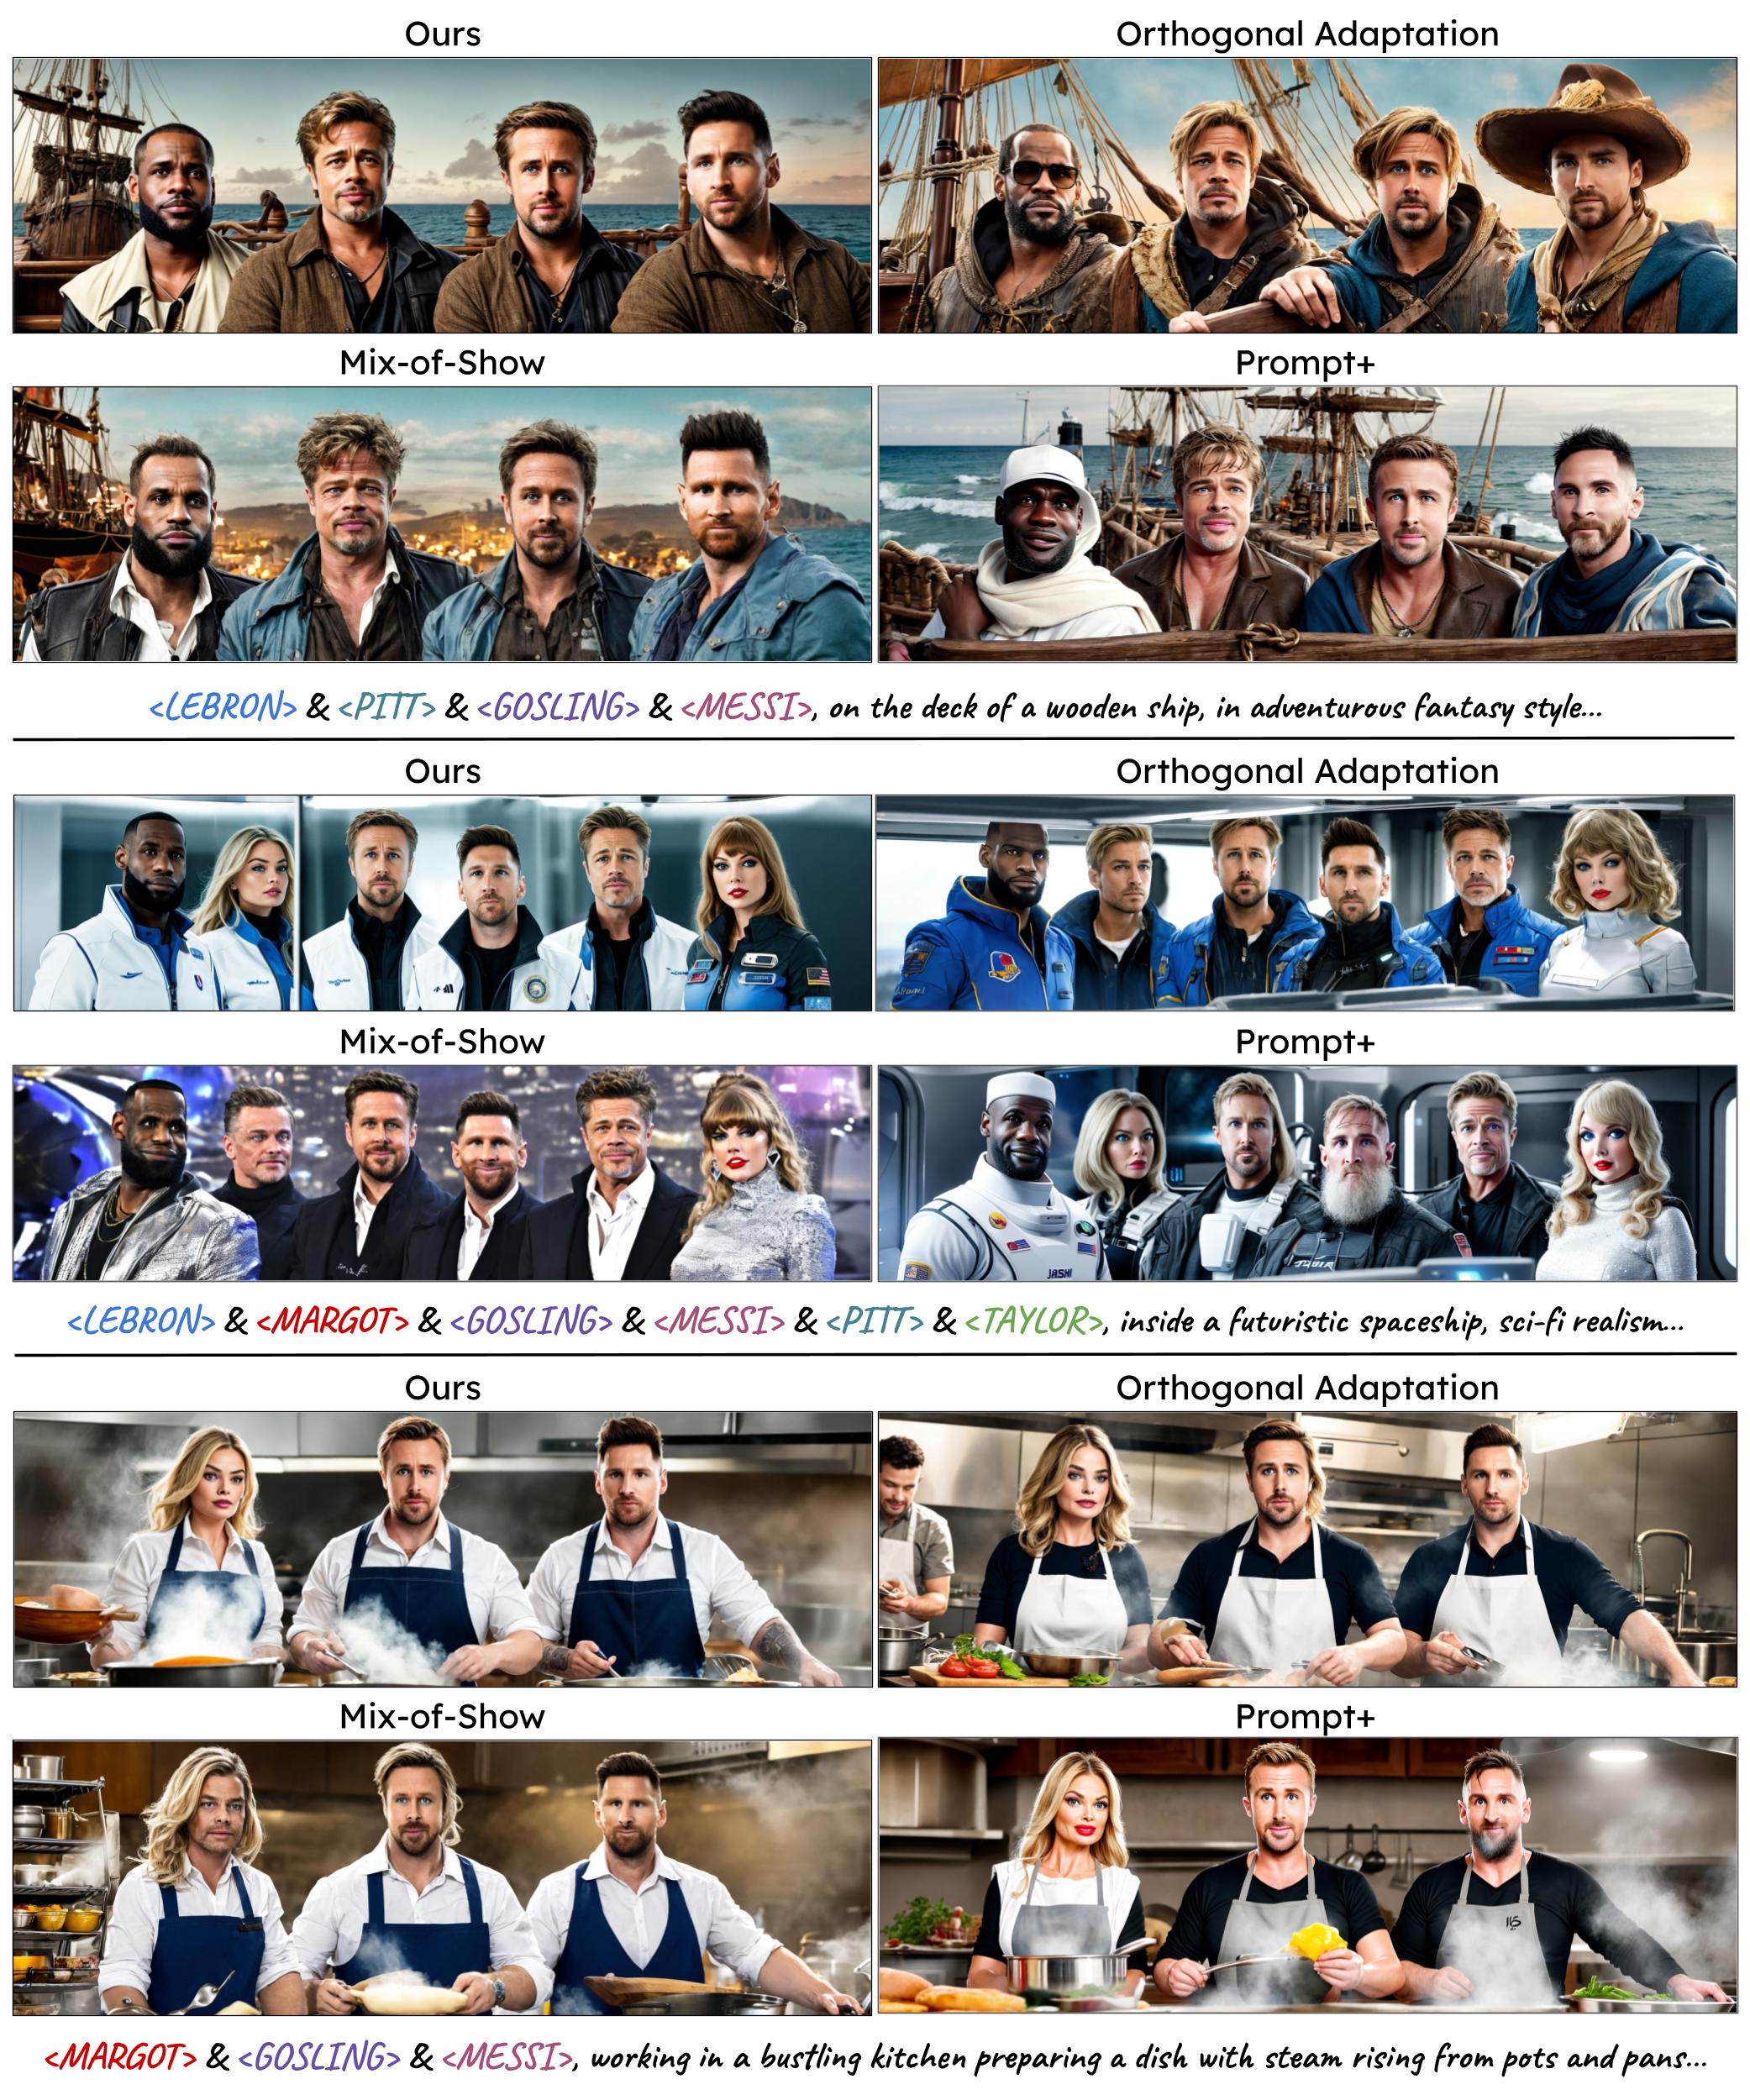 Ours
Orthogonal Adaptation
Mix-of-Show
Prompt+
<LEBRON> & <PITT> & <GOSLING> & <MESSI>, on the deck of a wooden ship, in adventurous fantasy style...
Ours
Orthogonal Adaptation
Mix-of-Show
Prompt+
<LEBRON> & <MARGOT> & <GOSLING> & <MESSI> & <PITT> & <TAYLOR>, inside a futuristic spaceship, sci-fi realism...
Ours
Orthogonal Adaptation
Mix-of-Show
Prompt+
<MARGOT> & <GOSLING> & <MESSI>, working in a bustling kitchen preparing a dish with steam rising from pots and pans...